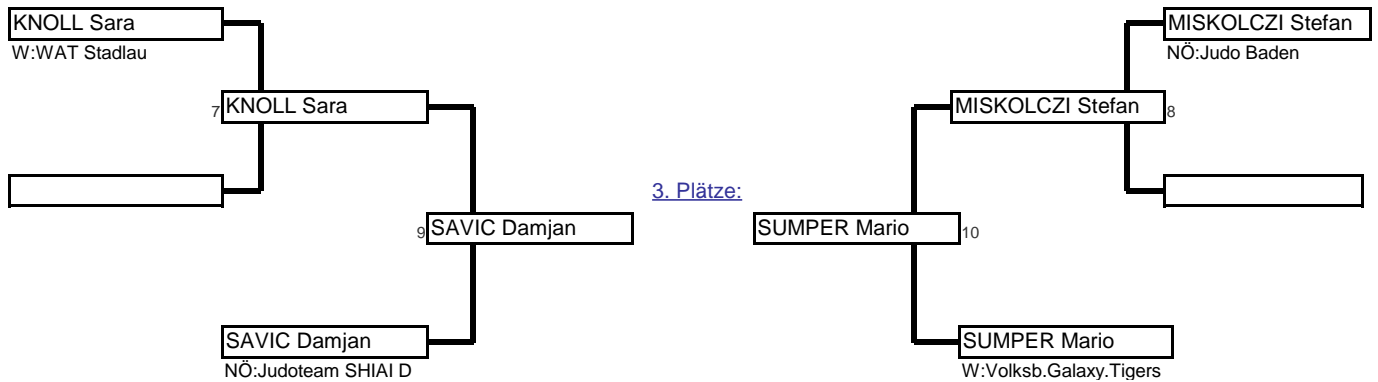 KNOLL Sara
W:WAT Stadlau
7 KNOLL Sara
9 SAVIC Damjan
SAVIC Damjan
NÖ:Judoteam SHIAI D
3. Plätze:
MISKOLCZI Stefan
NÖ:Judo Baden
MISKOLCZI Stefan 8
SUMPER Mario 10
SUMPER Mario
W:Volksb.Galaxy.Tigers